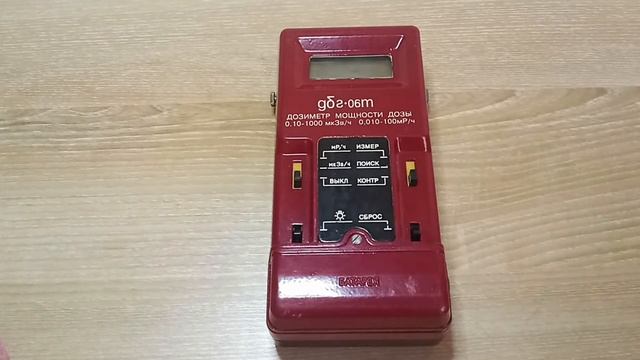 дбг-06т
ДОЗИМЕТР МОЩНОСТИ ДОЗЫ
0.10-1000 мкЗв/ч 0,010-100мР/ч
мР/ч ИЗМЕР
мкЗв/ч ПОИСК
ВЫКЛ КОНТР
СБРОС
БАТАРЕЯ